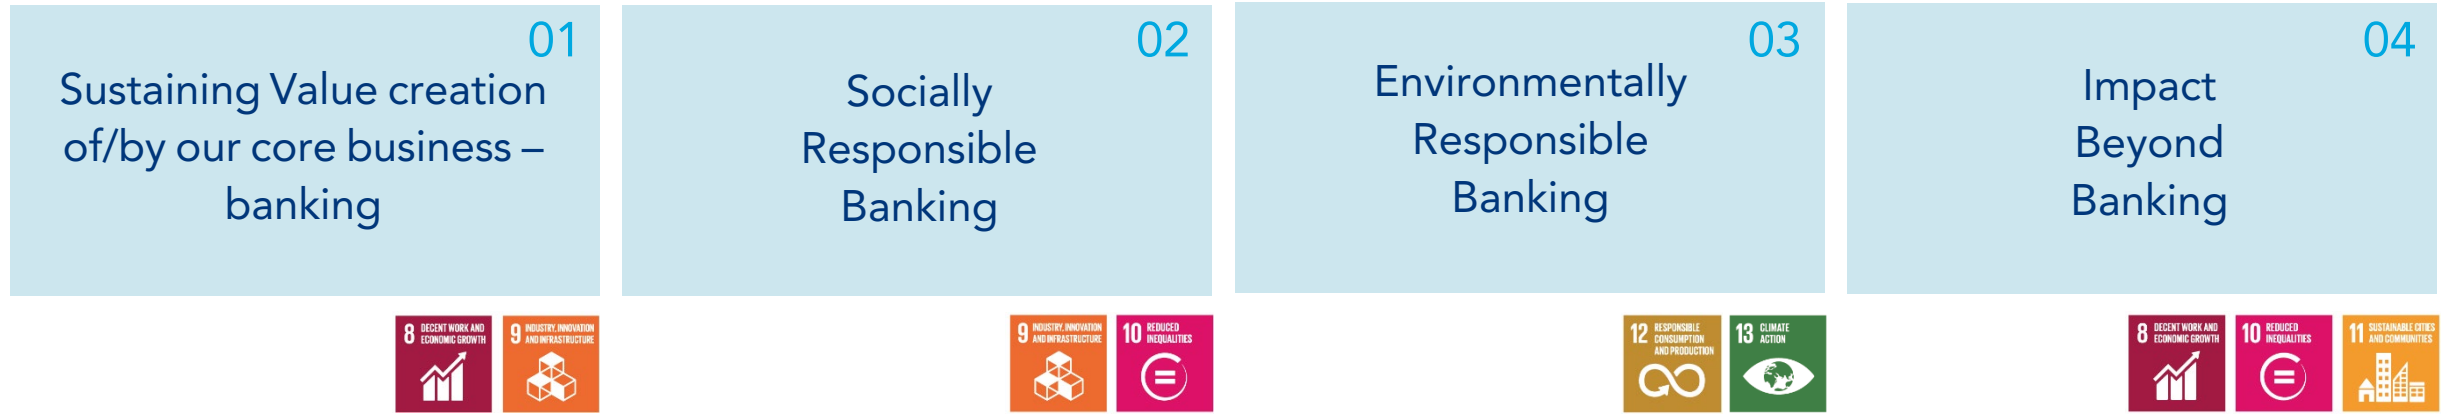 01
Sustaining Value creation
of/by our core business –
banking
02
Socially
Responsible
Banking
03
Environmentally
Responsible
Banking
04
Impact
Beyond
Banking
8 DECENT WORK AND
ECONOMIC GROWTH
9 INDUSTRY, INNOVATION
AND INFRASTRUCTURE
9 INDUSTRY, INNOVATION
AND INFRASTRUCTURE
10 REDUCED
INEQUALITIES
12 RESPONSIBLE
CONSUMPTION
AND PRODUCTION
13 CLIMATE
ACTION
8 DECENT WORK AND
ECONOMIC GROWTH
10 REDUCED
INEQUALITIES
11 SUSTAINABLE CITIES
AND COMMUNITIES